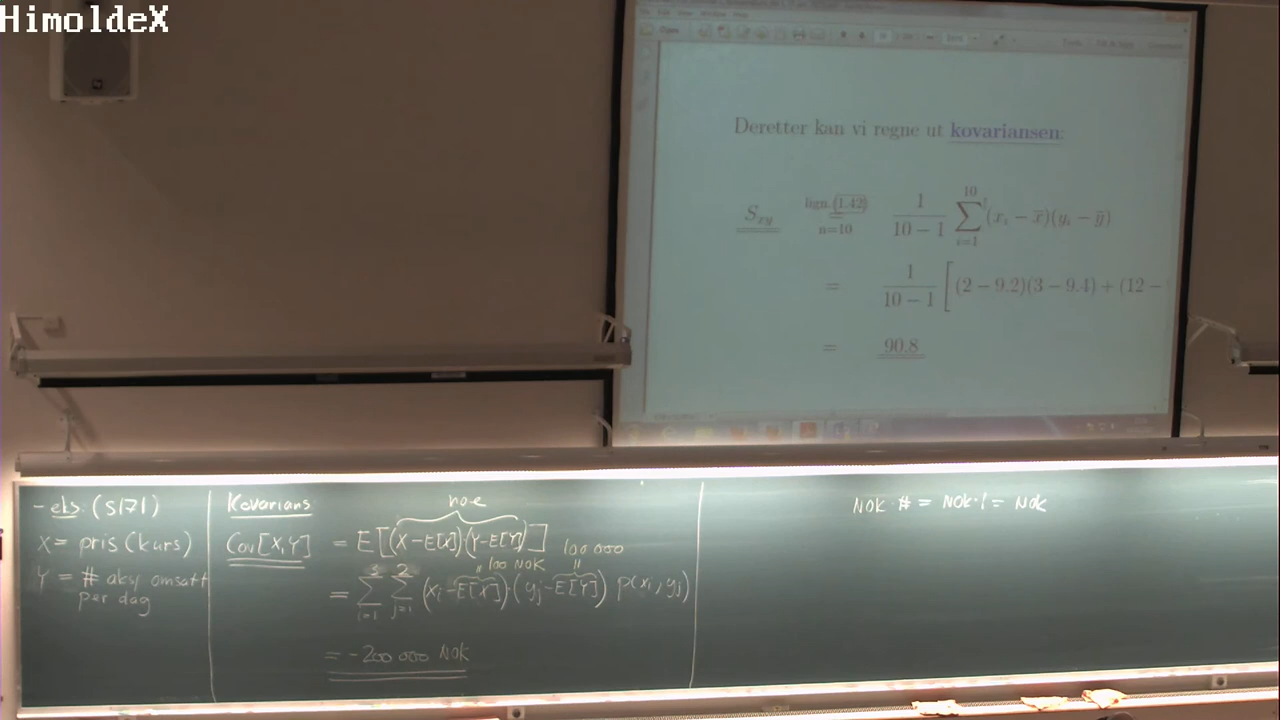 HimoldeX
Deretter kan vi regne ut kovariansen:
S_xy lign. (1.42) = n=10 1/(10 − 1) ∑_{i=1}^{10} (x_i − x̄)(y_i − ȳ)
= 1/(10 − 1) [ (2 − 9.2)(3 − 9.4) + (12 −
= 90.8
- eks. (s171)
X = pris (kurs)
Y = # aksj omsatt
per dag
Kovarians
noe
Cov[X,Y] = E[(X-E[X])·(Y-E[Y])]
= 100 NOK
= 100 000
= ∑_{i=1}^{3} ∑_{j=1}^{2} (x_i - E[X])·(y_j - E[Y]) p(x_i, y_j)
= -200 000 NOK
NOK · # = NOK · 1 = NOK